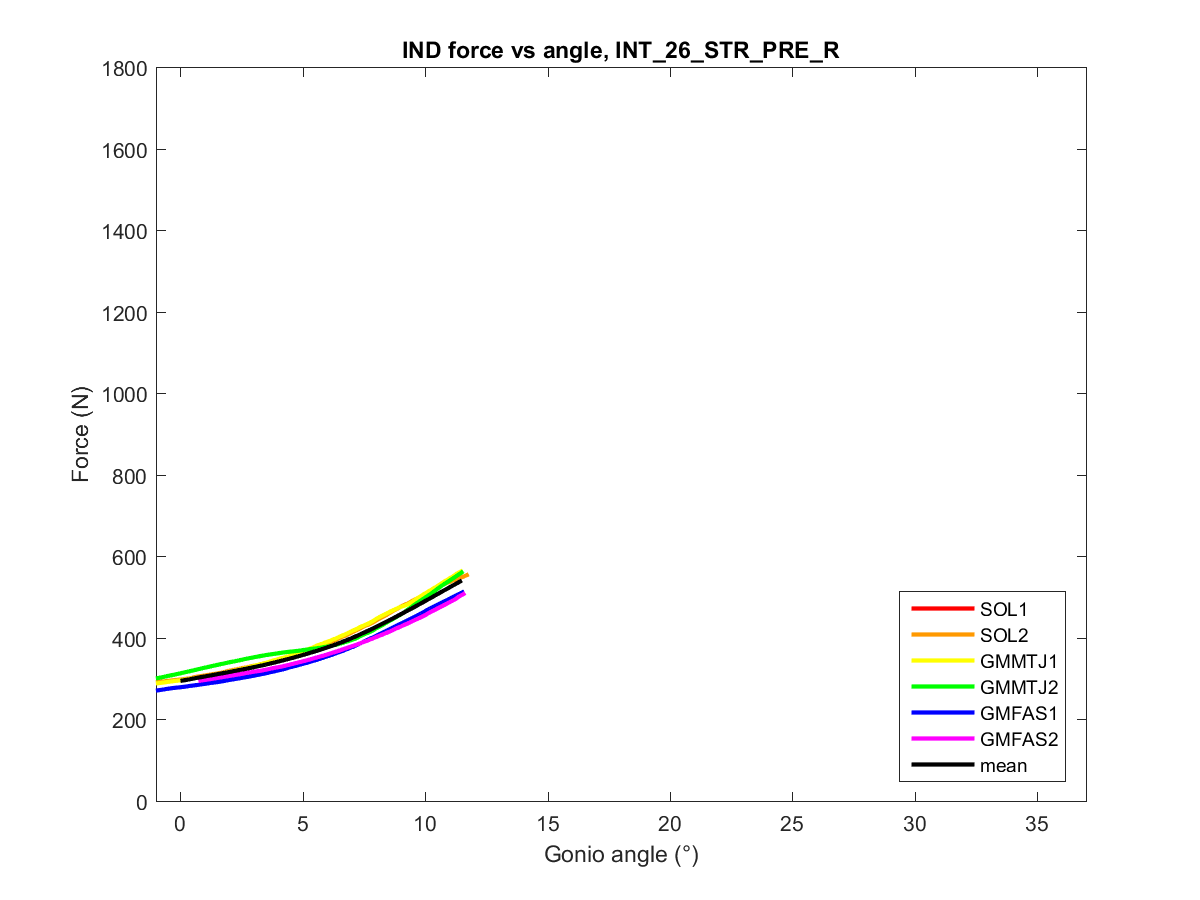 IND force vs angle, INT_26_STR_PRE_R
1800
1600
1400
1200
1000
800
600
400
200
0
Force (N)
0 5 10 15 20 25 30 35
Gonio angle (°)
SOL1
SOL2
GMMTJ1
GMMTJ2
GMFAS1
GMFAS2
mean